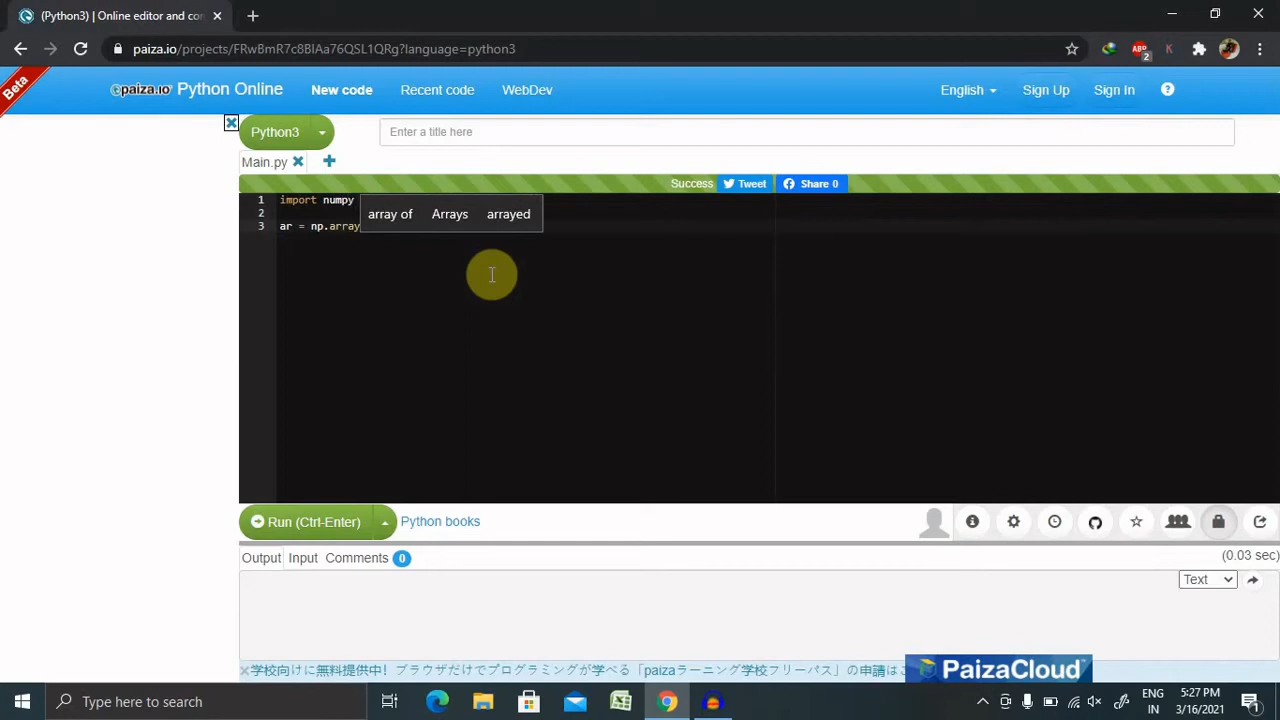 (Python3) | Online editor and co
paiza.io/projects/FRwBmR7c8BIAa76QSL1QRg?language=python3
ABP
2
K
Beta
paiza.IO Python Online
New code
Recent code
WebDev
English
Sign Up
Sign In
Python3
Enter a title here
Main.py
Success
Tweet
Share 0
1 import numpy
array of Arrays arrayed
2
3 ar = np.array
Run (Ctrl-Enter)
Python books
Output Input Comments 0
(0.03 sec)
Text
学校向けに無料提供中！ブラウザだけでプログラミングが学べる「paizaラーニング学校フリーパス」の申請はこ
PaizaCloud
Type here to search
ENG
IN
5:27 PM
3/16/2021
1